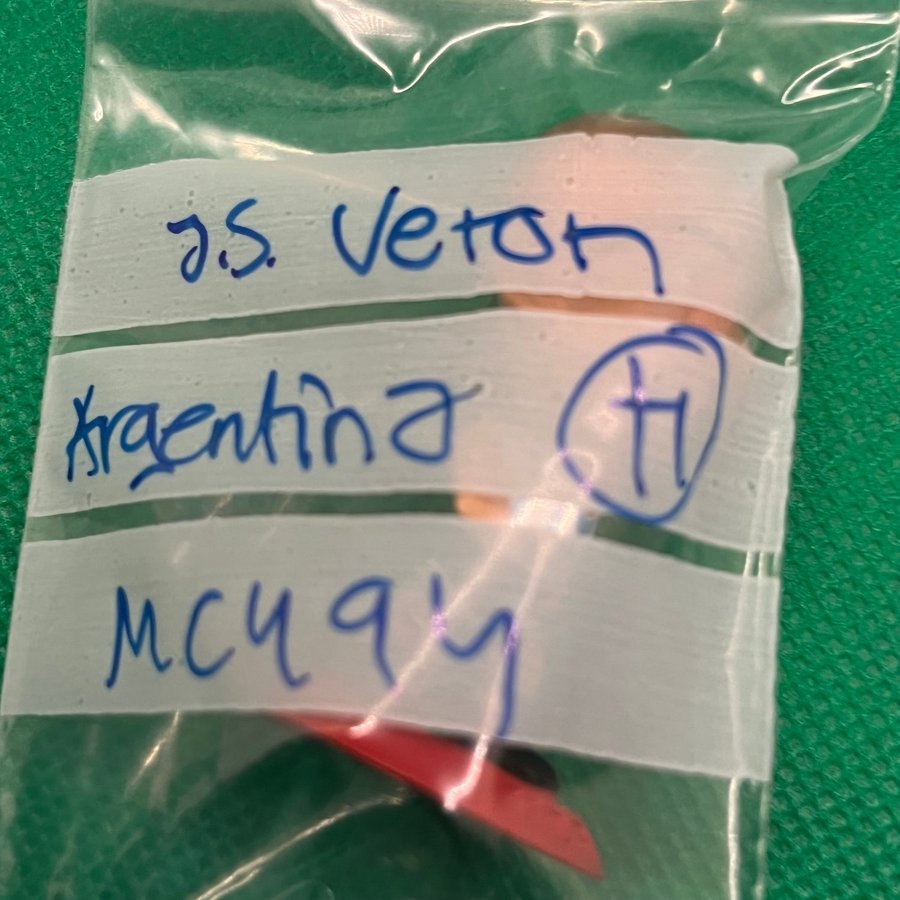 J.S. Veron
Argentina H
MC494